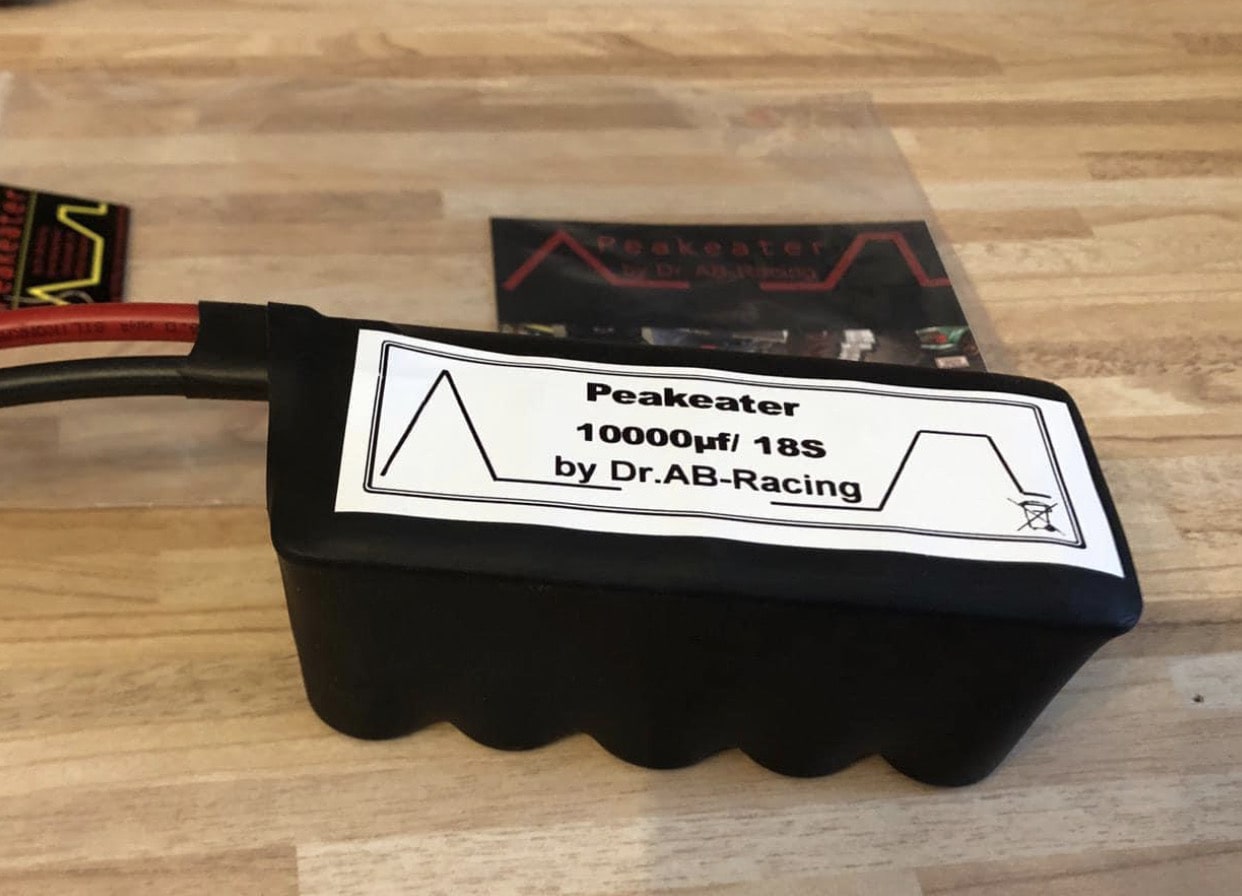 Peakeater
by Dr AB-Racing
Peakeater
10000µf/ 18S
by Dr.AB-Racing